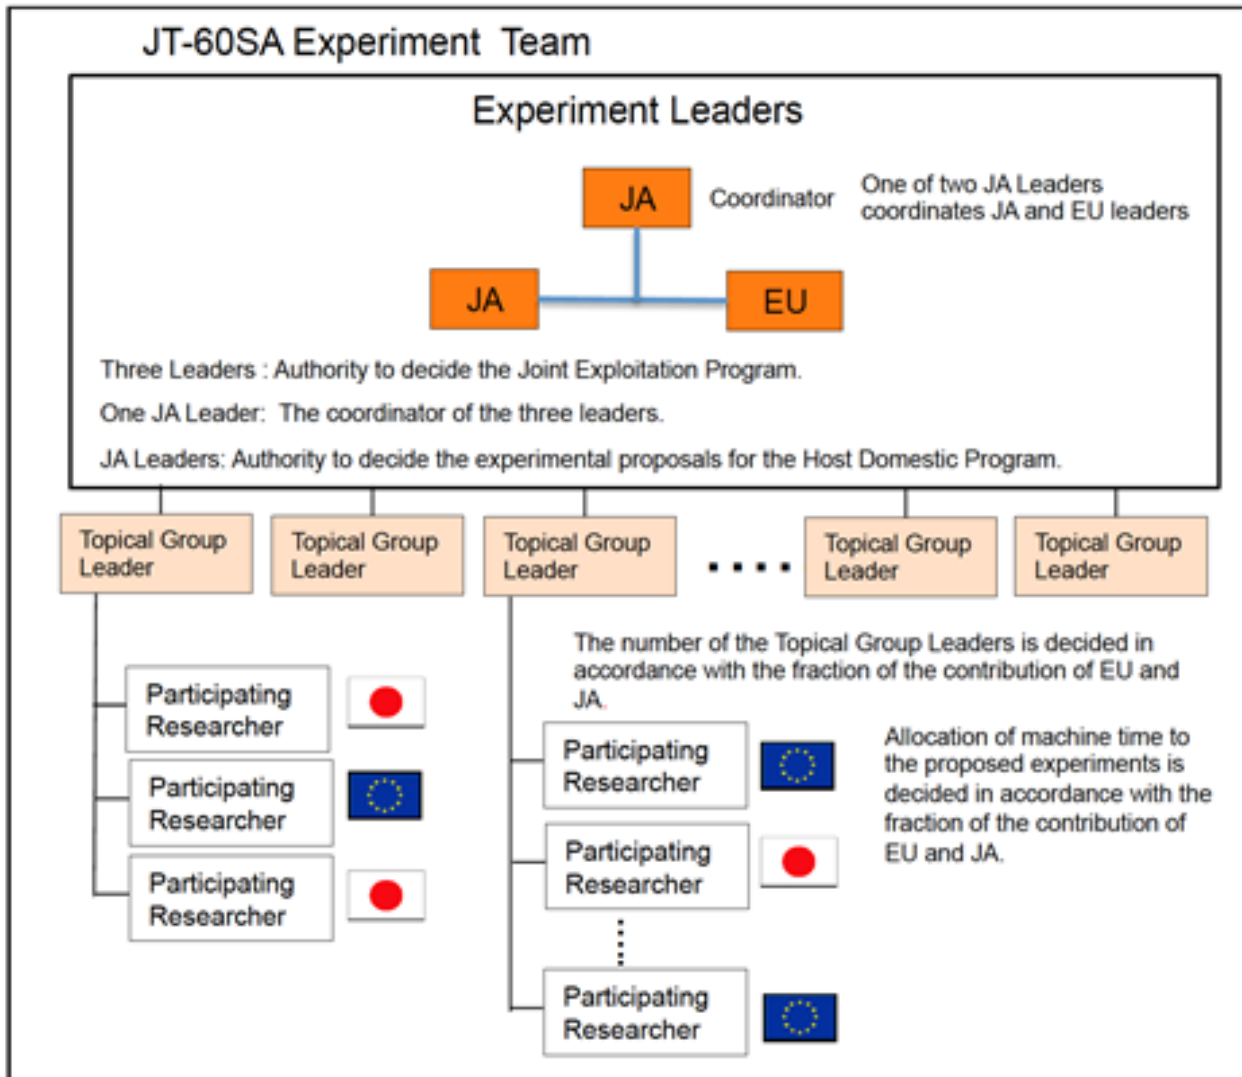 JT-60SA Experiment Team
Experiment Leaders
JA
Coordinator
One of two JA Leaders
coordinates JA and EU leaders
JA
EU
Three Leaders : Authority to decide the Joint Exploitation Program.
One JA Leader: The coordinator of the three leaders.
JA Leaders: Authority to decide the experimental proposals for the Host Domestic Program.
Topical Group
Leader
Topical Group
Leader
Topical Group
Leader
....
Topical Group
Leader
Topical Group
Leader
The number of the Topical Group Leaders is decided in
accordance with the fraction of the contribution of EU and
JA.
Participating
Researcher
Participating
Researcher
Participating
Researcher
Participating
Researcher
Participating
Researcher
Participating
Researcher
Allocation of machine time to
the proposed experiments is
decided in accordance with the
fraction of the contribution of
EU and JA.